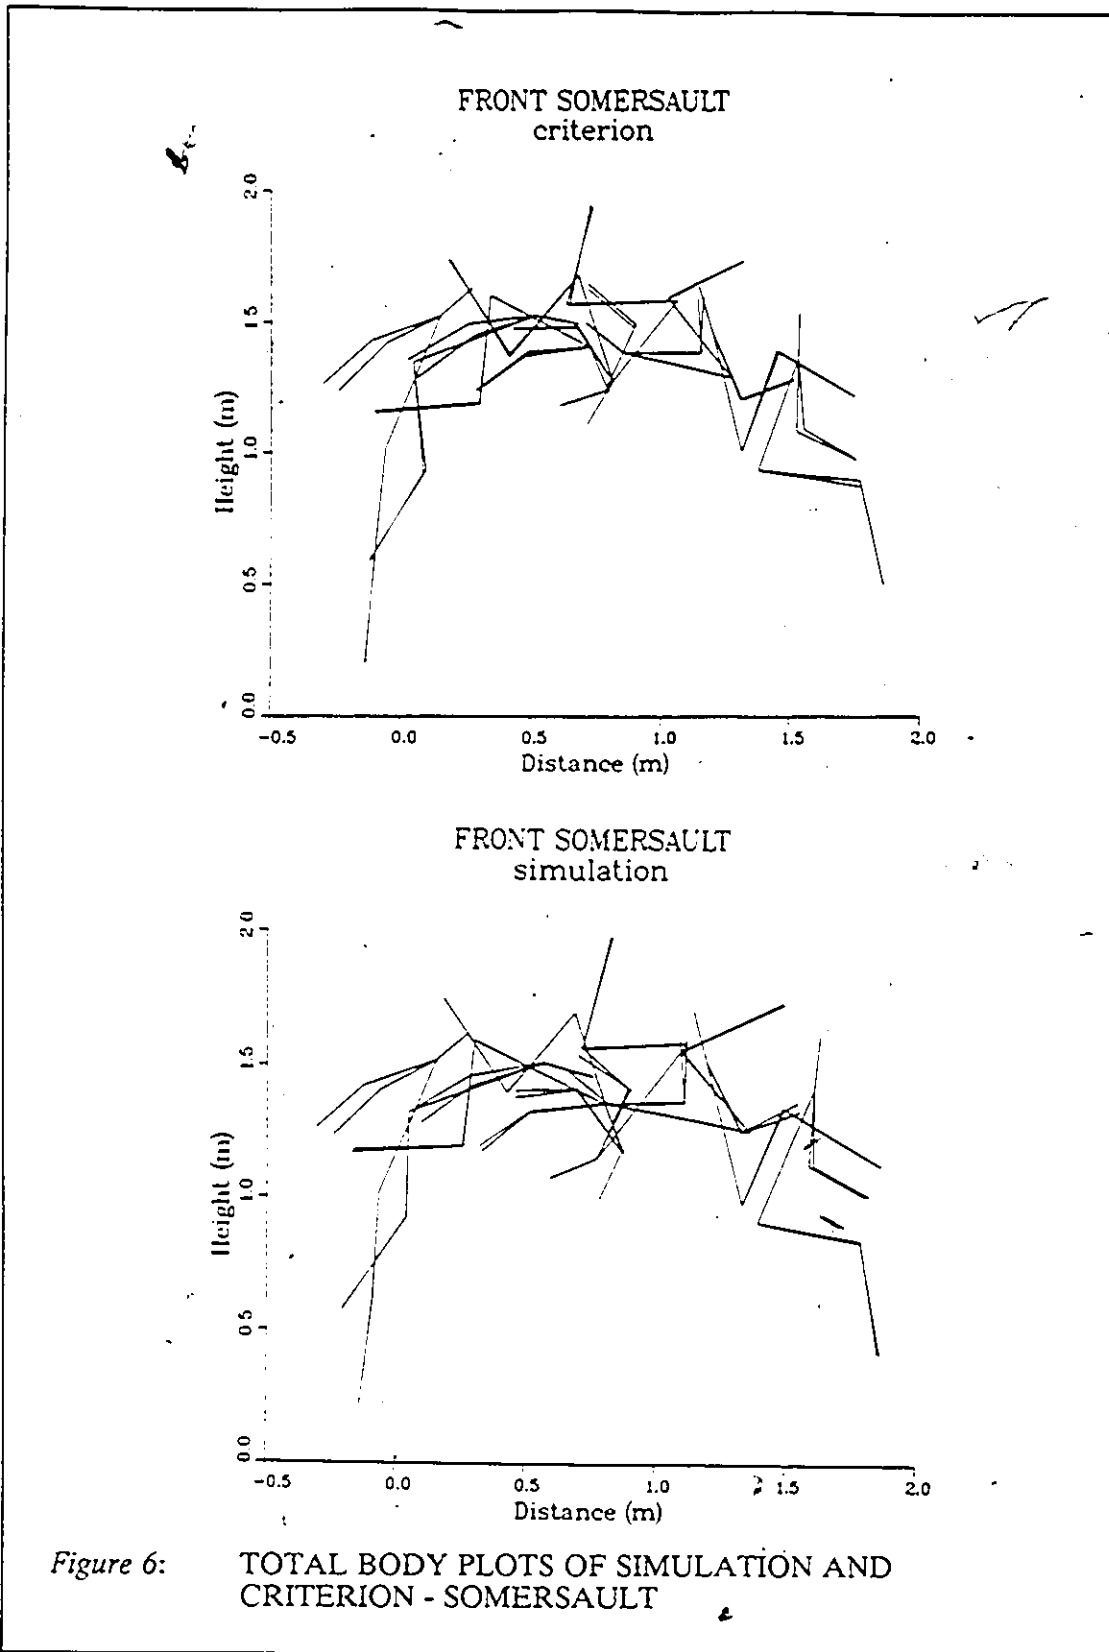 FRONT SOMERSAULT
criterion
2.0
1.5
1.0
0.5
0.0
Height (m)
-0.5 0.0 0.5 1.0 1.5 2.0
Distance (m)
FRONT SOMERSAULT
simulation
2.0
1.5
1.0
0.5
0.0
Height (m)
-0.5 0.0 0.5 1.0 1.5 2.0
Distance (m)
Figure 6: TOTAL BODY PLOTS OF SIMULATION AND
CRITERION - SOMERSAULT